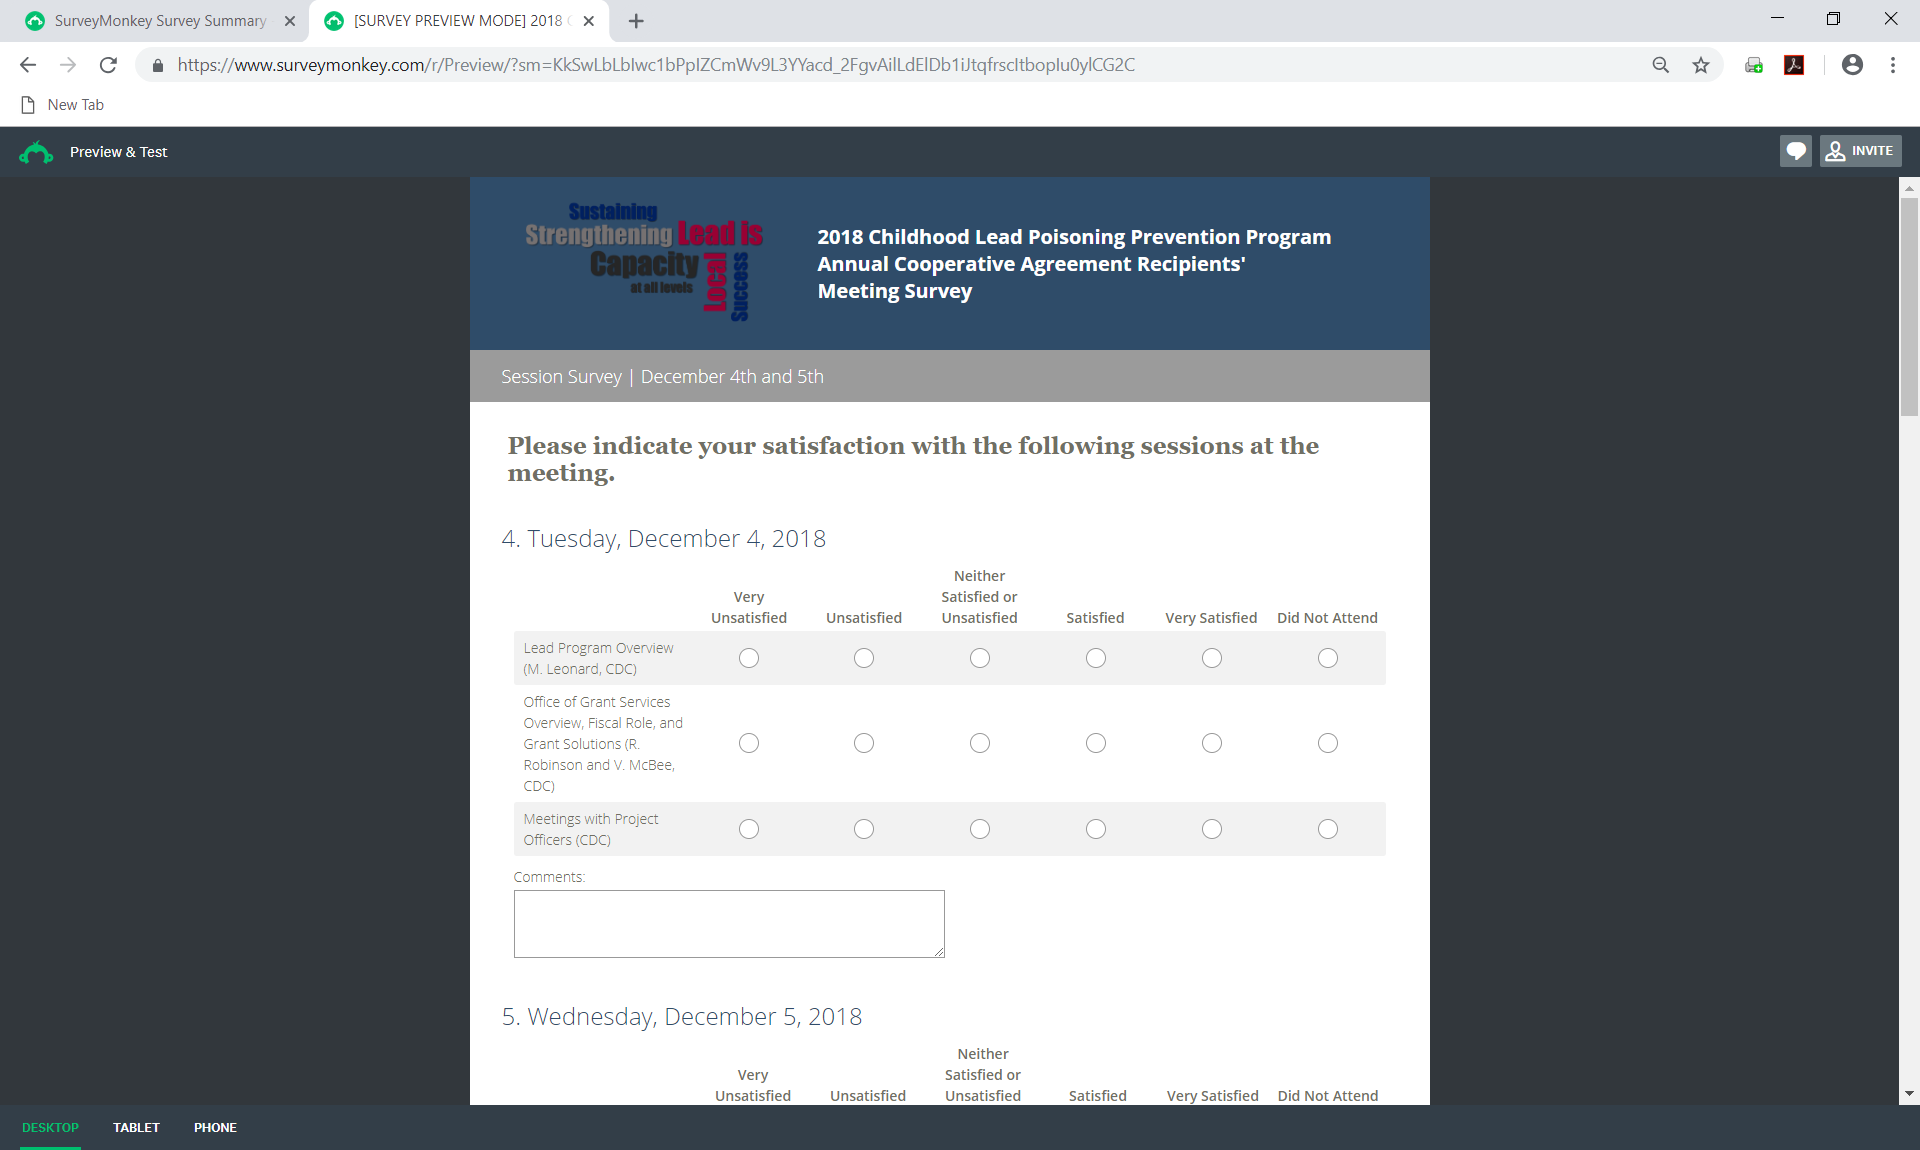 SurveyMonkey Survey Summary
[SURVEY PREVIEW MODE] 2018
https://www.surveymonkey.com/r/Preview/?sm=KkSwLbLbIwc1bPpIZCmWv9L3YYacd_2FgvAilLdElDb1iJtqfrscItbopIu0ylCG2C
New Tab
Preview & Test
INVITE
Sustaining
Strengthening Lead is
Capacity
at all levels
Local
Success
2018 Childhood Lead Poisoning Prevention Program
Annual Cooperative Agreement Recipients'
Meeting Survey
Session Survey | December 4th and 5th
Please indicate your satisfaction with the following sessions at the
meeting.
4. Tuesday, December 4, 2018
Neither
Very Satisfied or
Unsatisfied Unsatisfied Unsatisfied Satisfied Very Satisfied Did Not Attend
Lead Program Overview
(M. Leonard, CDC)
Office of Grant Services
Overview, Fiscal Role, and
Grant Solutions (R.
Robinson and V. McBee,
CDC)
Meetings with Project
Officers (CDC)
Comments:
5. Wednesday, December 5, 2018
Neither
Very Satisfied or
Unsatisfied Unsatisfied Unsatisfied Satisfied Very Satisfied Did Not Attend
DESKTOP TABLET PHONE